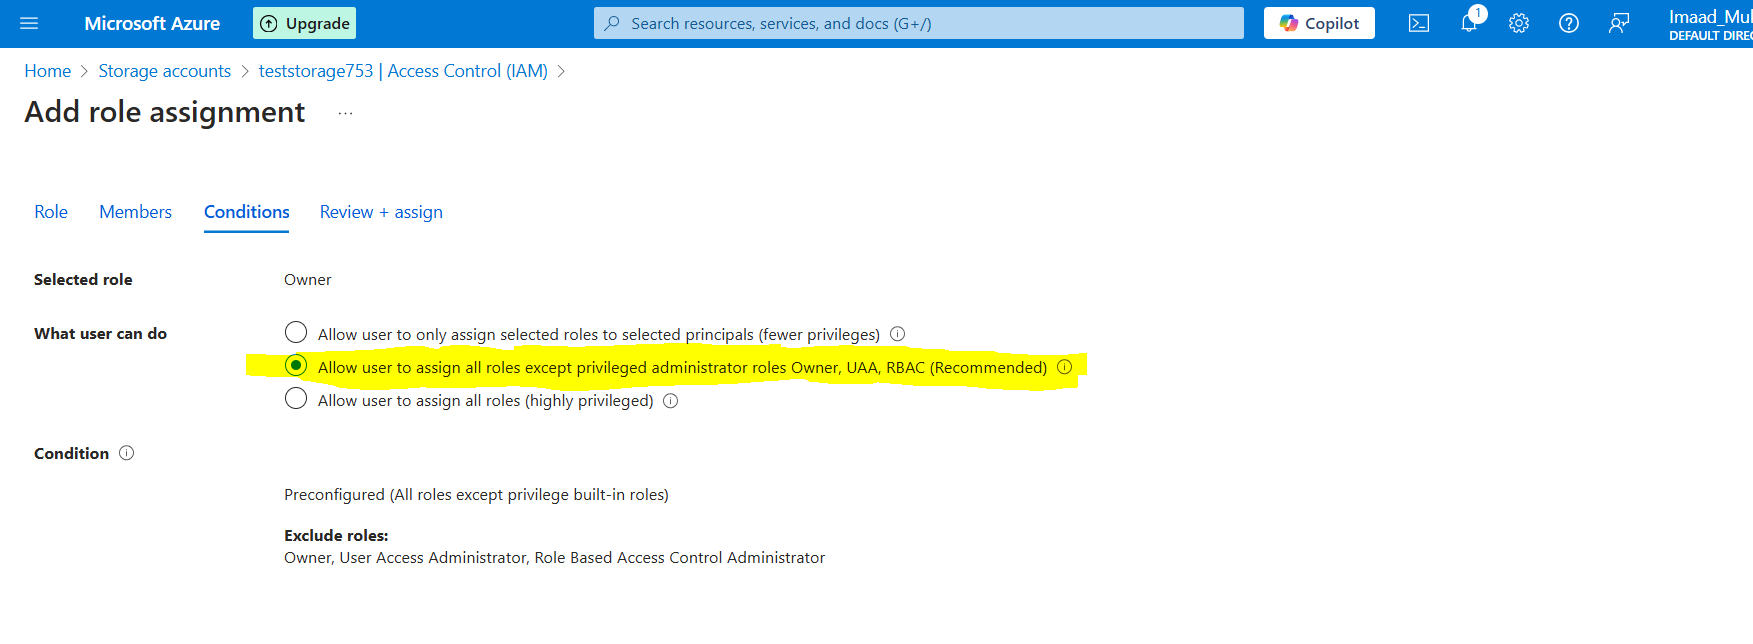 Microsoft Azure
Upgrade
Search resources, services, and docs (G+/)
Copilot
1
Imaad_Mul
DEFAULT DIREC
Home > Storage accounts > teststorage753 | Access Control (IAM) >
Add role assignment ...
Role Members Conditions Review + assign
Selected role Owner
What user can do Allow user to only assign selected roles to selected principals (fewer privileges)
Allow user to assign all roles except privileged administrator roles Owner, UAA, RBAC (Recommended)
Allow user to assign all roles (highly privileged)
Condition
Preconfigured (All roles except privilege built-in roles)
Exclude roles:
Owner, User Access Administrator, Role Based Access Control Administrator